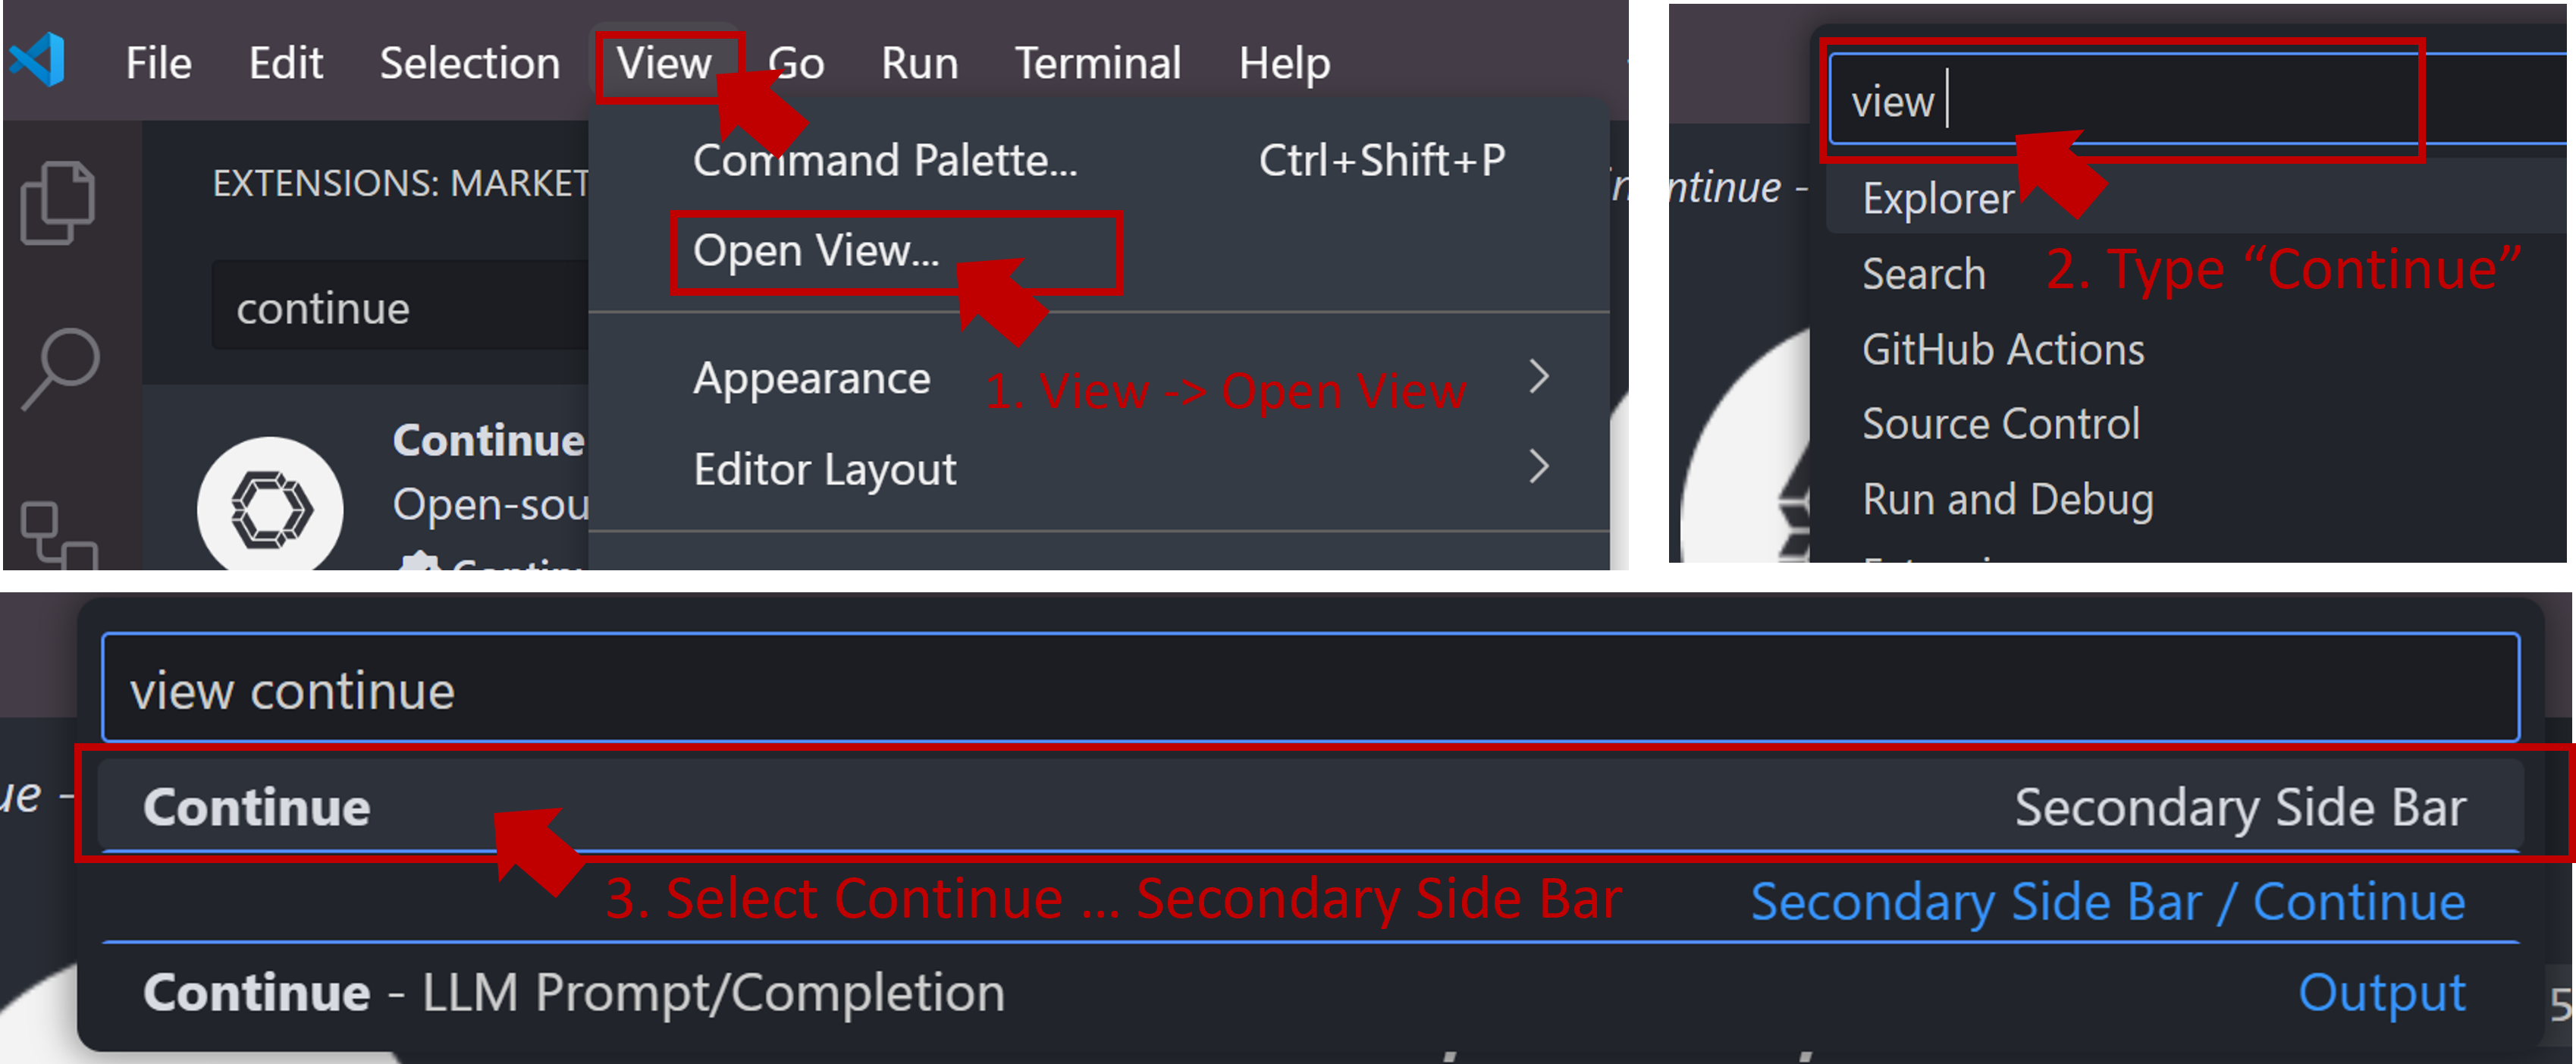 File Edit Selection View Go Run Terminal Help
Command Palette... Ctrl+Shift+P
EXTENSIONS: MARKET
Open View...
continue
Appearance
1. View -> Open View
Continue
Editor Layout
Open-sou
view
ntinue -
Explorer
Search
2. Type “Continue”
GitHub Actions
Source Control
Run and Debug
view continue
ue -
Continue Secondary Side Bar
3. Select Continue ... Secondary Side Bar
Secondary Side Bar / Continue
Continue - LLM Prompt/Completion Output
5